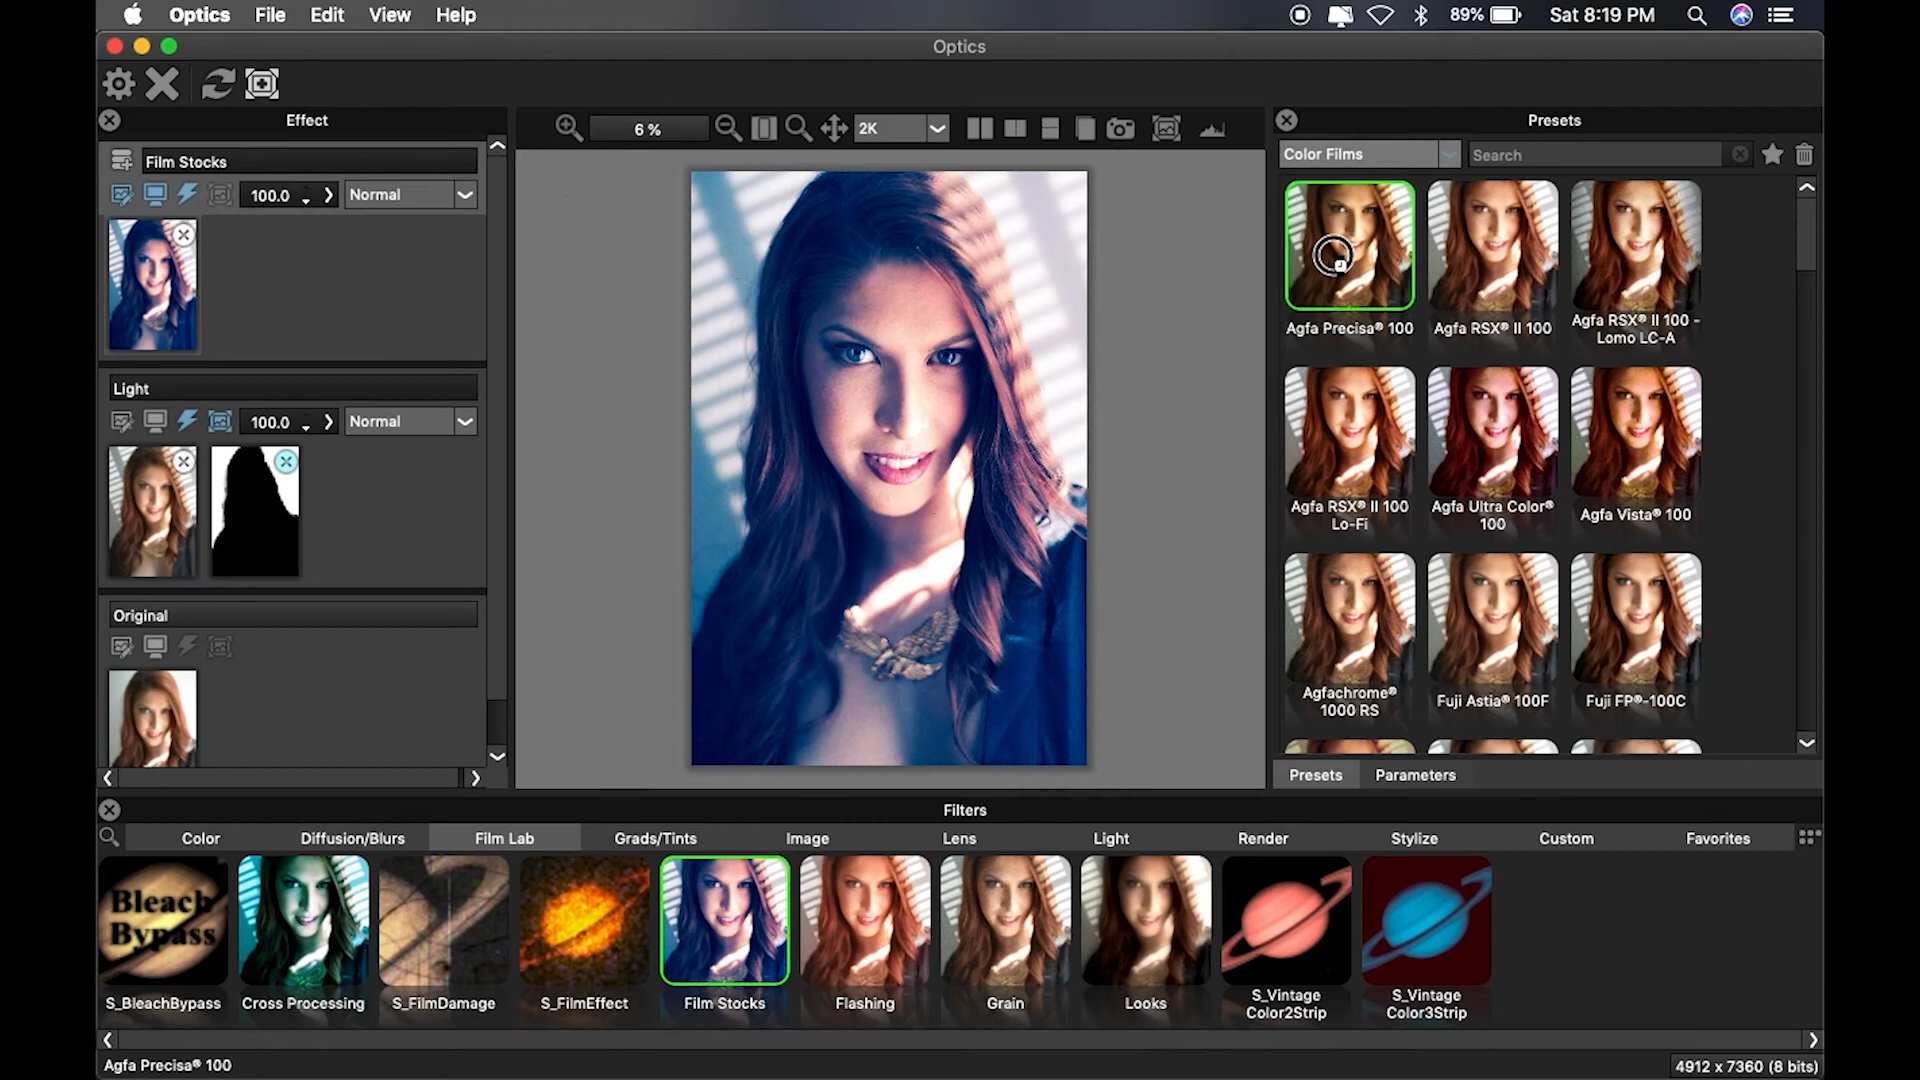 Optics File Edit View Help
89% Sat 8:19 PM
Optics
Effect
6 %
2K
Presets
Film Stocks
Color Films
Search
100.0
Normal
Agfa Precisa® 100
Agfa RSX® II 100
Agfa RSX® II 100 -
Lomo LC-A
Light
100.0
Normal
Agfa RSX® II 100
Lo-Fi
Agfa Ultra Color®
100
Agfa Vista® 100
Original
Agfachrome®
1000 RS
Fuji Astia® 100F
Fuji FP®-100C
Presets
Parameters
Filters
Color
Diffusion/Blurs
Film Lab
Grads/Tints
Image
Lens
Light
Render
Stylize
Custom
Favorites
Bleach
Bypass
S_BleachBypass
Cross Processing
S_FilmDamage
S_FilmEffect
Film Stocks
Flashing
Grain
Looks
S_Vintage
Color2Strip
S_Vintage
Color3Strip
Agfa Precisa® 100
4912 x 7360 (8 bits)